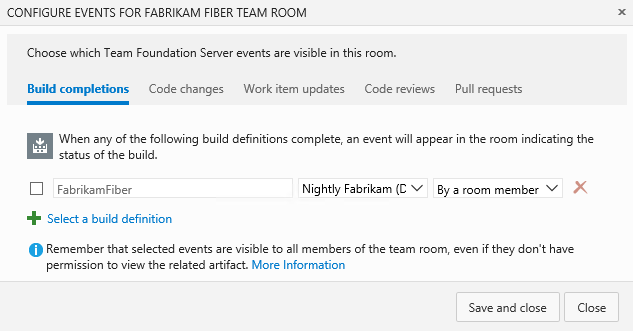 CONFIGURE EVENTS FOR FABRIKAM FIBER TEAM ROOM
Choose which Team Foundation Server events are visible in this room.
Build completions Code changes Work item updates Code reviews Pull requests
When any of the following build definitions complete, an event will appear in the room indicating the
status of the build.
FabrikamFiber Nightly Fabrikam (D By a room member
Select a build definition
Remember that selected events are visible to all members of the team room, even if they don't have
permission to view the related artifact. More Information
Save and close Close